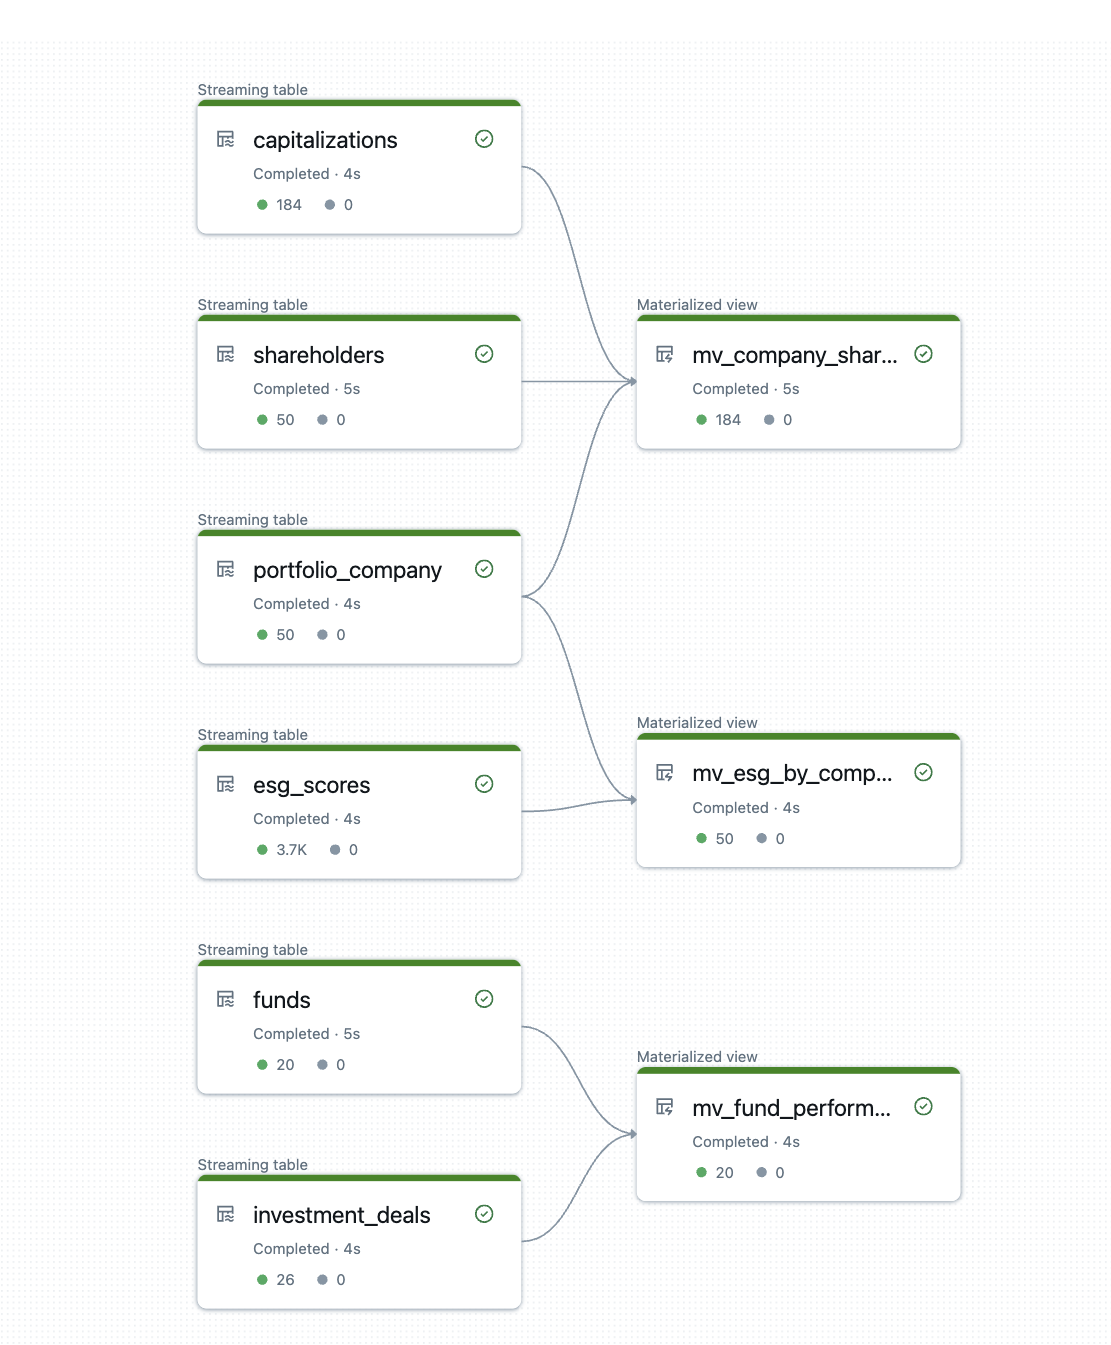 Streaming table
capitalizations
Completed · 4s
184 0
Streaming table
shareholders
Completed · 5s
50 0
Materialized view
mv_company_shar...
Completed · 5s
184 0
Streaming table
portfolio_company
Completed · 4s
50 0
Streaming table
esg_scores
Completed · 4s
3.7K 0
Materialized view
mv_esg_by_comp...
Completed · 4s
50 0
Streaming table
funds
Completed · 5s
20 0
Materialized view
mv_fund_perform...
Completed · 4s
20 0
Streaming table
investment_deals
Completed · 4s
26 0